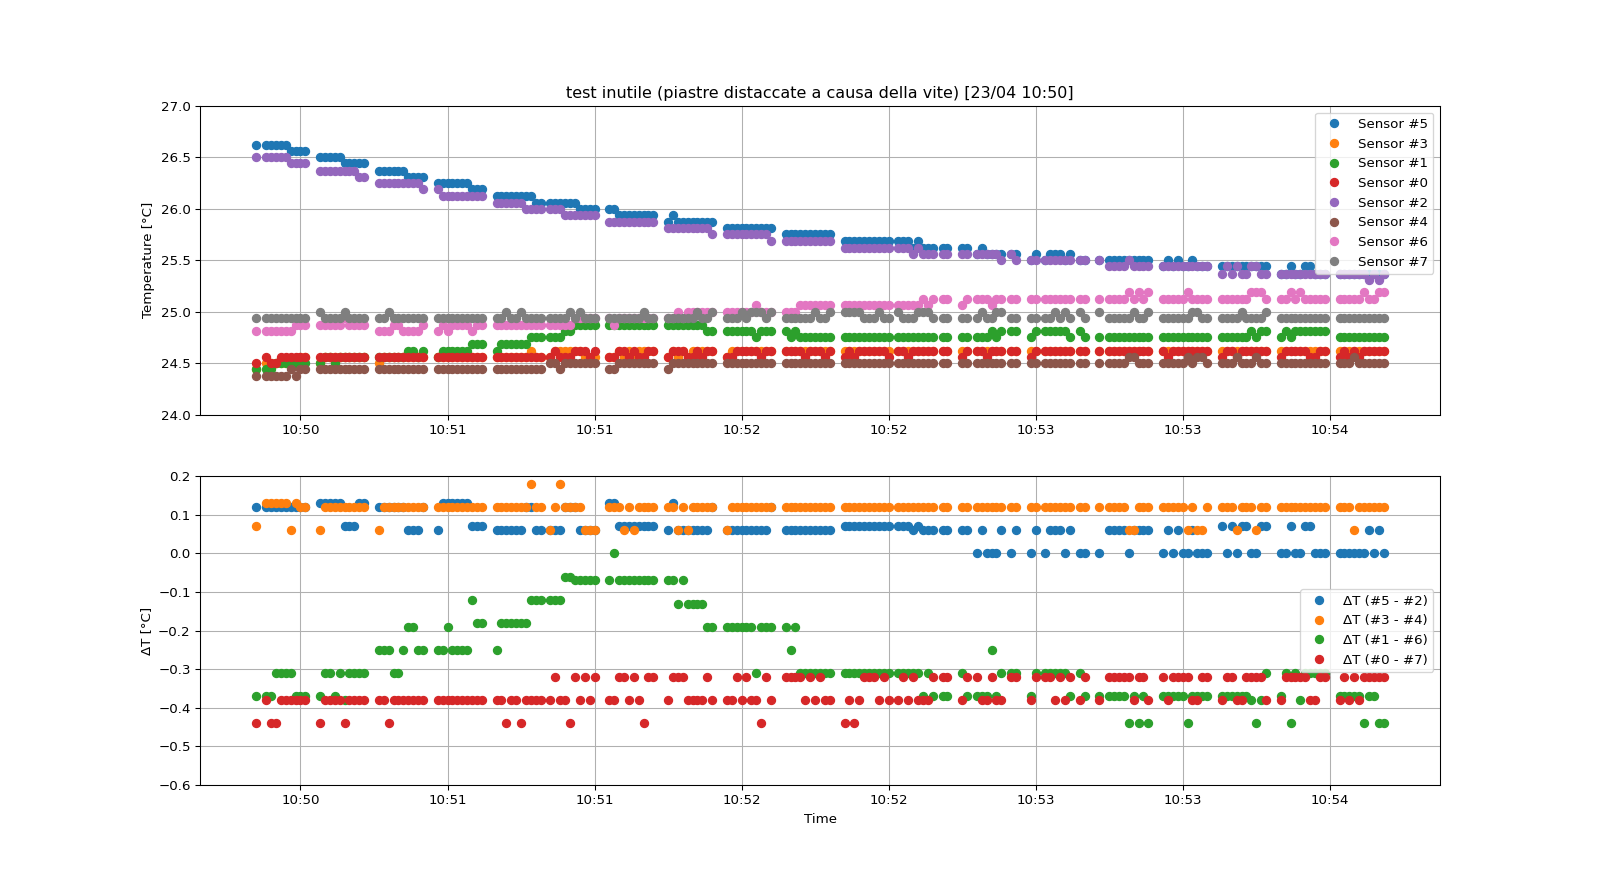 test inutile (piastre distaccate a causa della vite) [23/04 10:50]
Temperature [°C]
27.0
26.5
26.0
25.5
25.0
24.5
24.0
Sensor #5
Sensor #3
Sensor #1
Sensor #0
Sensor #2
Sensor #4
Sensor #6
Sensor #7
10:50 10:51 10:51 10:52 10:52 10:53 10:53 10:54
ΔT [°C]
0.2
0.1
0.0
−0.1
−0.2
−0.3
−0.4
−0.5
−0.6
ΔT (#5 - #2)
ΔT (#3 - #4)
ΔT (#1 - #6)
ΔT (#0 - #7)
10:50 10:51 10:51 10:52 10:52 10:53 10:53 10:54
Time